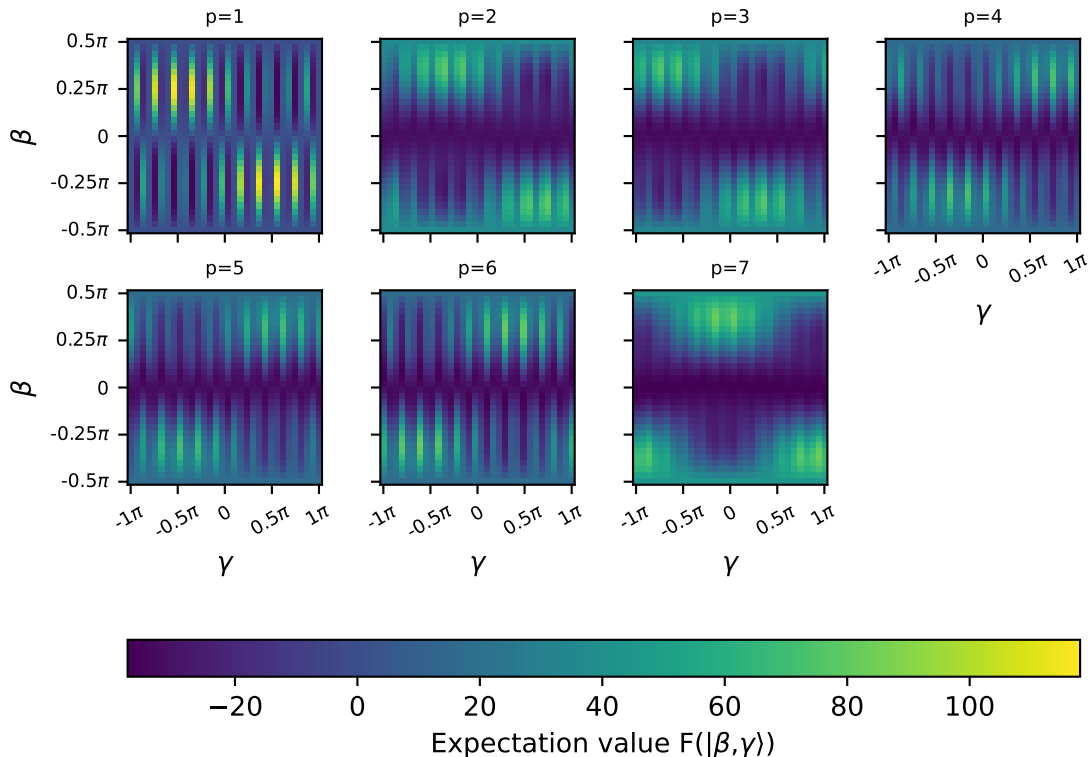 p=1 p=2 p=3 p=4
0.5π
0.25π
0
-0.25π
-0.5π
β
-1π -0.5π 0 0.5π 1π
γ
p=5 p=6 p=7
0.5π
0.25π
0
-0.25π
-0.5π
β
-1π -0.5π 0 0.5π 1π -1π -0.5π 0 0.5π 1π -1π -0.5π 0 0.5π 1π
γ γ γ
−20 0 20 40 60 80 100
Expectation value F(|β,γ⟩)